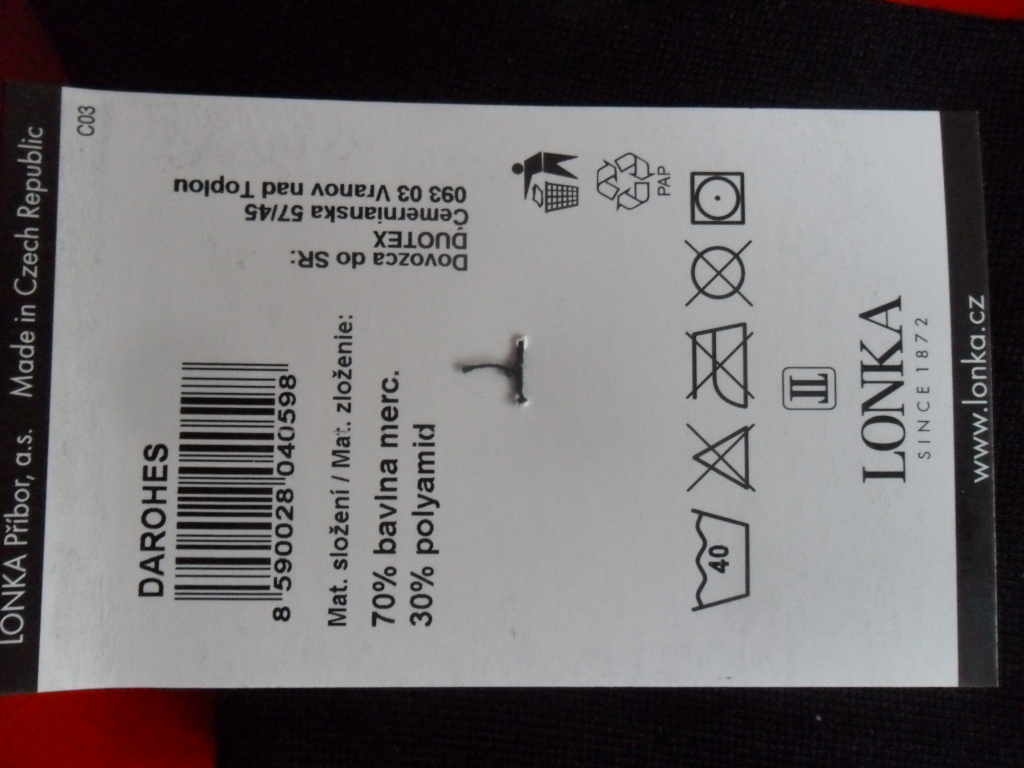 LONKA Příbor, a.s. Made in Czech Republic
C03
DAROHES
8 590028 040598
Mat. složení / Mat. zloženie:
70% bavlna merc.
30% polyamid
Dovozca do SR:
DUOTEX
Čemernianska 57/45
093 03 Vranov nad Topľou
PAP
40
LONKA
SINCE 1872
www.lonka.cz